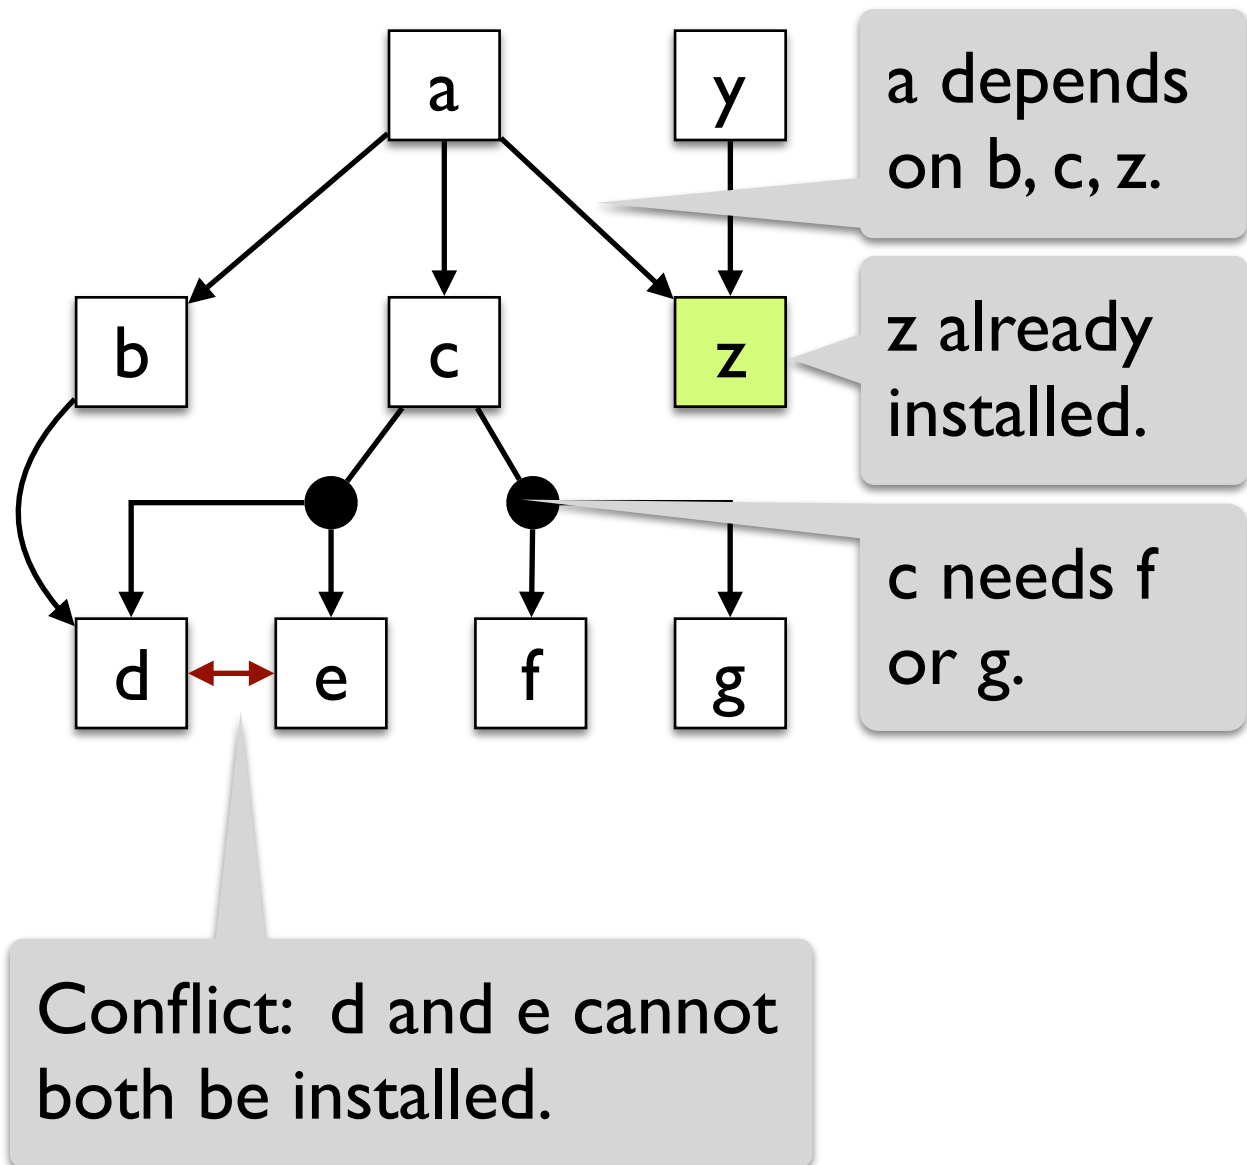 a
y
a depends
on b, c, z.
b
c
z
z already
installed.
c needs f
or g.
d
e
f
g
Conflict:  d and e cannot
both be installed.